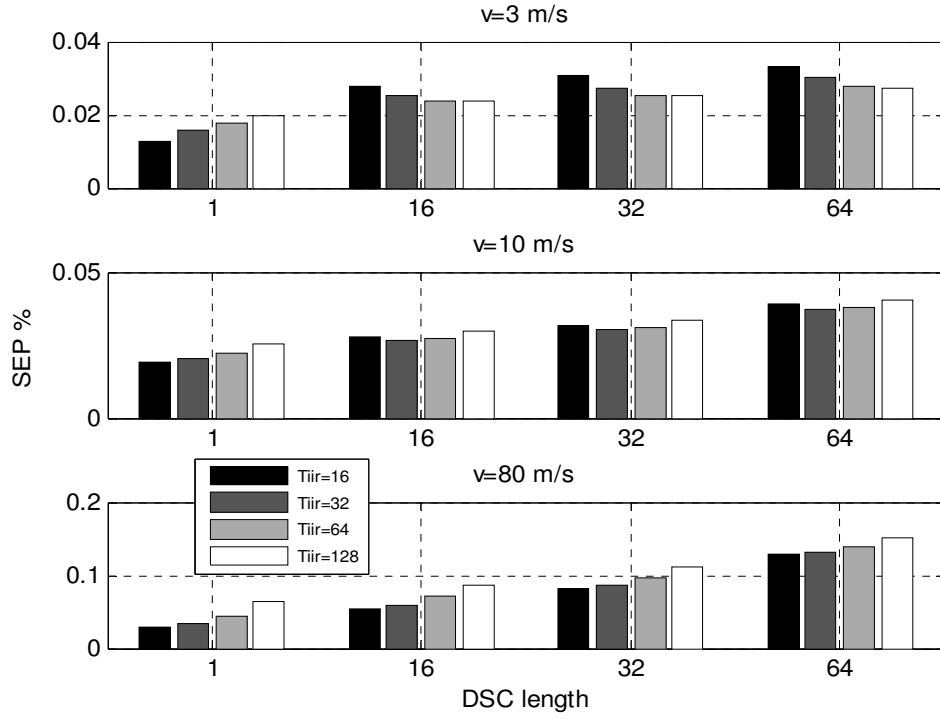 v=3 m/s
0.04
0.02
0
1 16 32 64
v=10 m/s
0.05
0
1 16 32 64
SEP %
v=80 m/s
0.2
0.1
0
Tiir=16
Tiir=32
Tiir=64
Tiir=128
1 16 32 64
DSC length